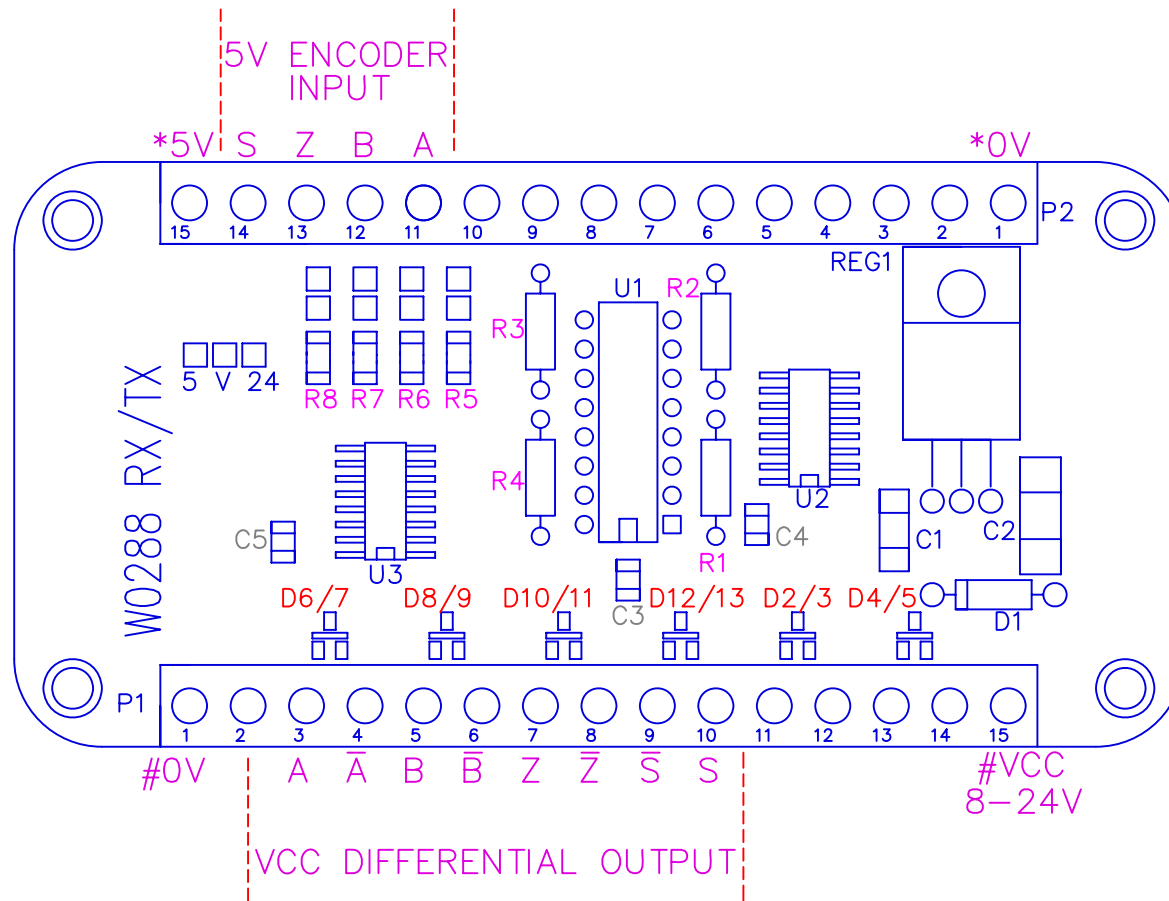 5V ENCODER
INPUT
*5V S Z B A *0V
15 14 13 12 11 10 9 8 7 6 5 4 3 2 1
P2
REG1
U1
R2
R3
5 V 24
R8 R7 R6 R5
W0288 RX/TX
R4
U2
C5
C4
C1
C2
R1
U3
D6/7 D8/9 D10/11 D12/13 D2/3 D4/5
C3
D1
P1
1 2 3 4 5 6 7 8 9 10 11 12 13 14 15
#0V A A̅ B B̅ Z Z̅ S̅ S #VCC
8-24V
VCC DIFFERENTIAL OUTPUT